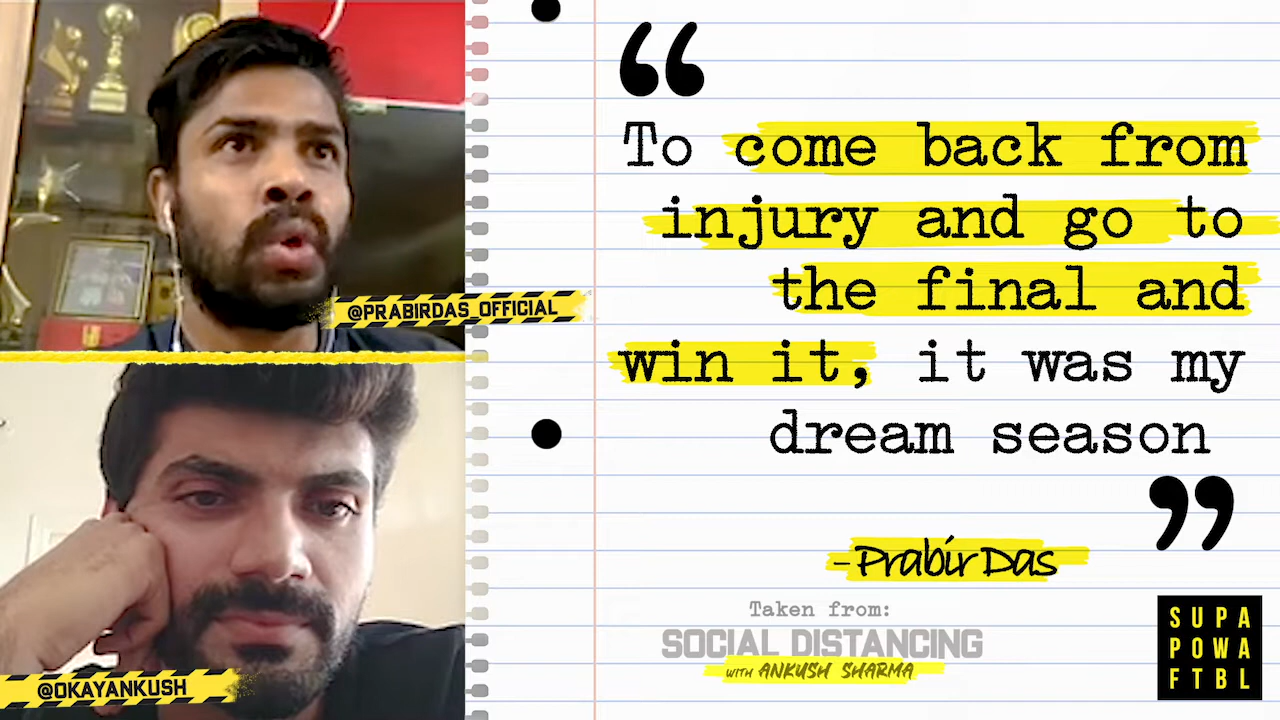 @PRABIRDAS_OFFICIAL
@OKAYANKUSH
“
To come back from
injury and go to
the final and
win it, it was my
dream season
”
-Prabir Das
Taken from:
SOCIAL DISTANCING
WITH ANKUSH SHARMA
SUPA
POWA
FTBL